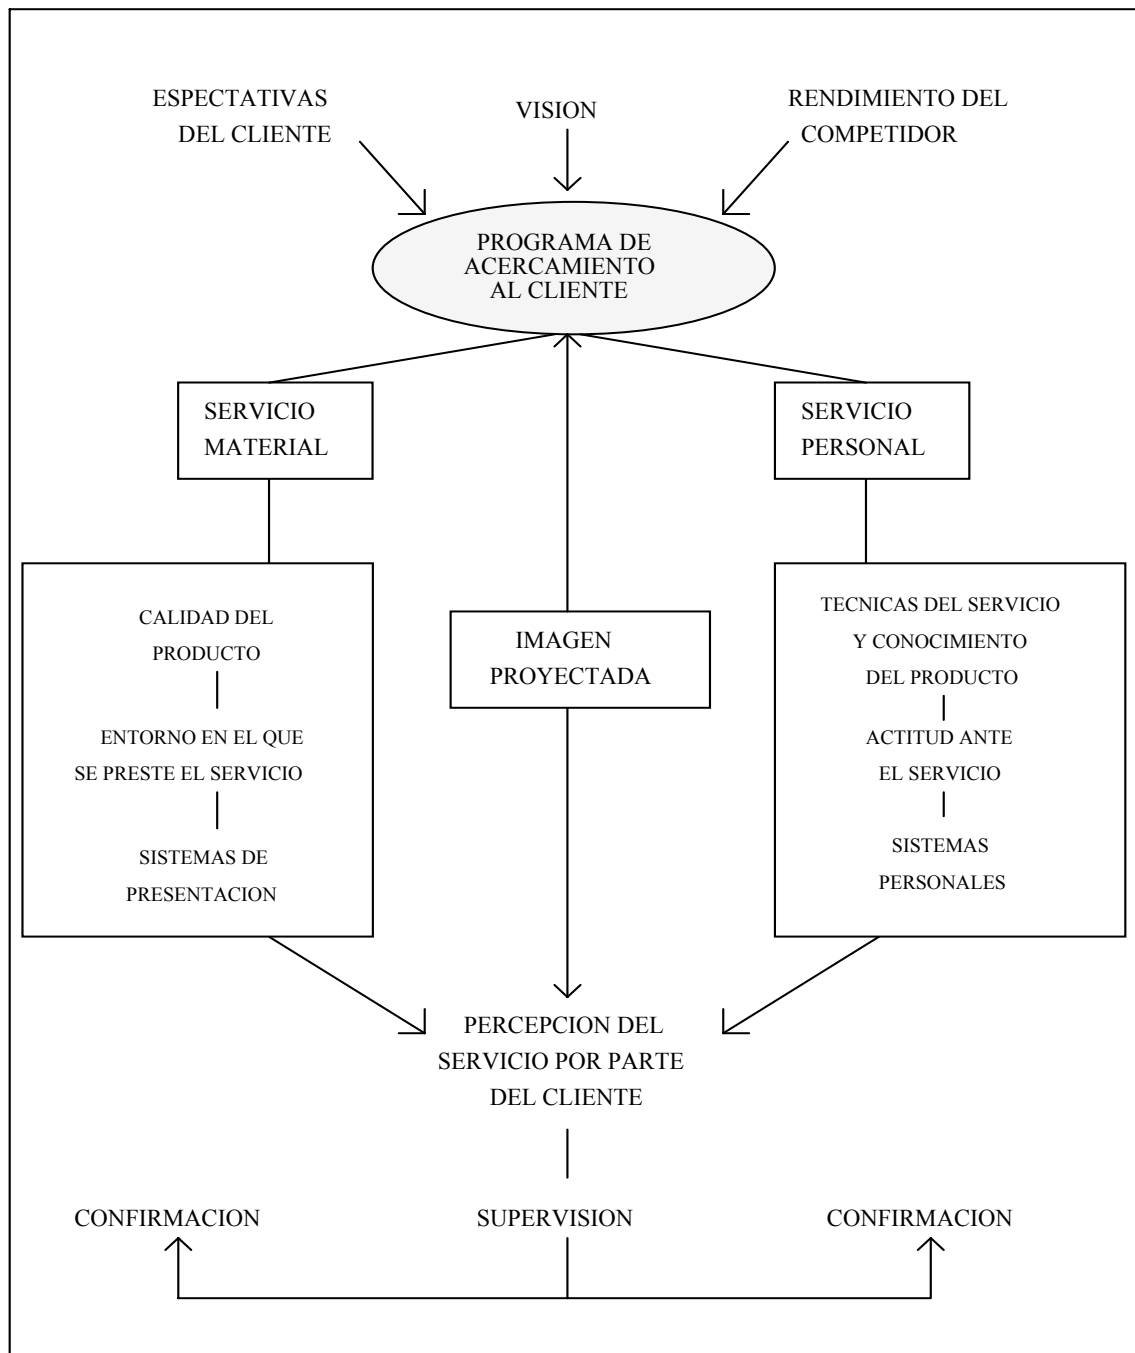 ESPECTATIVAS
DEL CLIENTE
VISION
RENDIMIENTO DEL
COMPETIDOR
PROGRAMA DE
ACERCAMIENTO
AL CLIENTE
SERVICIO
MATERIAL
SERVICIO
PERSONAL
CALIDAD DEL
PRODUCTO
ENTORNO EN EL QUE
SE PRESTE EL SERVICIO
SISTEMAS DE
PRESENTACION
IMAGEN
PROYECTADA
TECNICAS DEL SERVICIO
Y CONOCIMIENTO
DEL PRODUCTO
ACTITUD ANTE
EL SERVICIO
SISTEMAS
PERSONALES
PERCEPCION DEL
SERVICIO POR PARTE
DEL CLIENTE
CONFIRMACION
SUPERVISION
CONFIRMACION